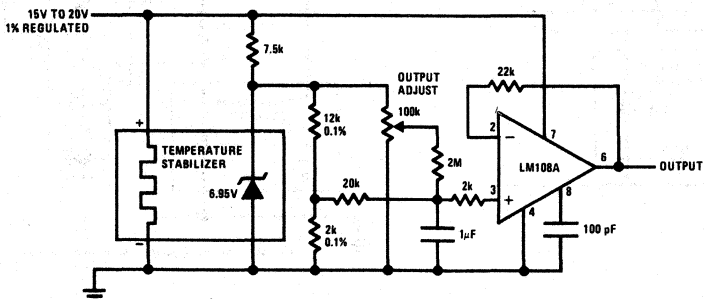 15V TO 20V
1% REGULATED
7.5k
OUTPUT
ADJUST
22k
12k
0.1%
100k
2
7
+
TEMPERATURE
STABILIZER
2M
LM108A
6
OUTPUT
6.95V
20k
2k
3
+
8
4
2k
0.1%
1μF
100 pF